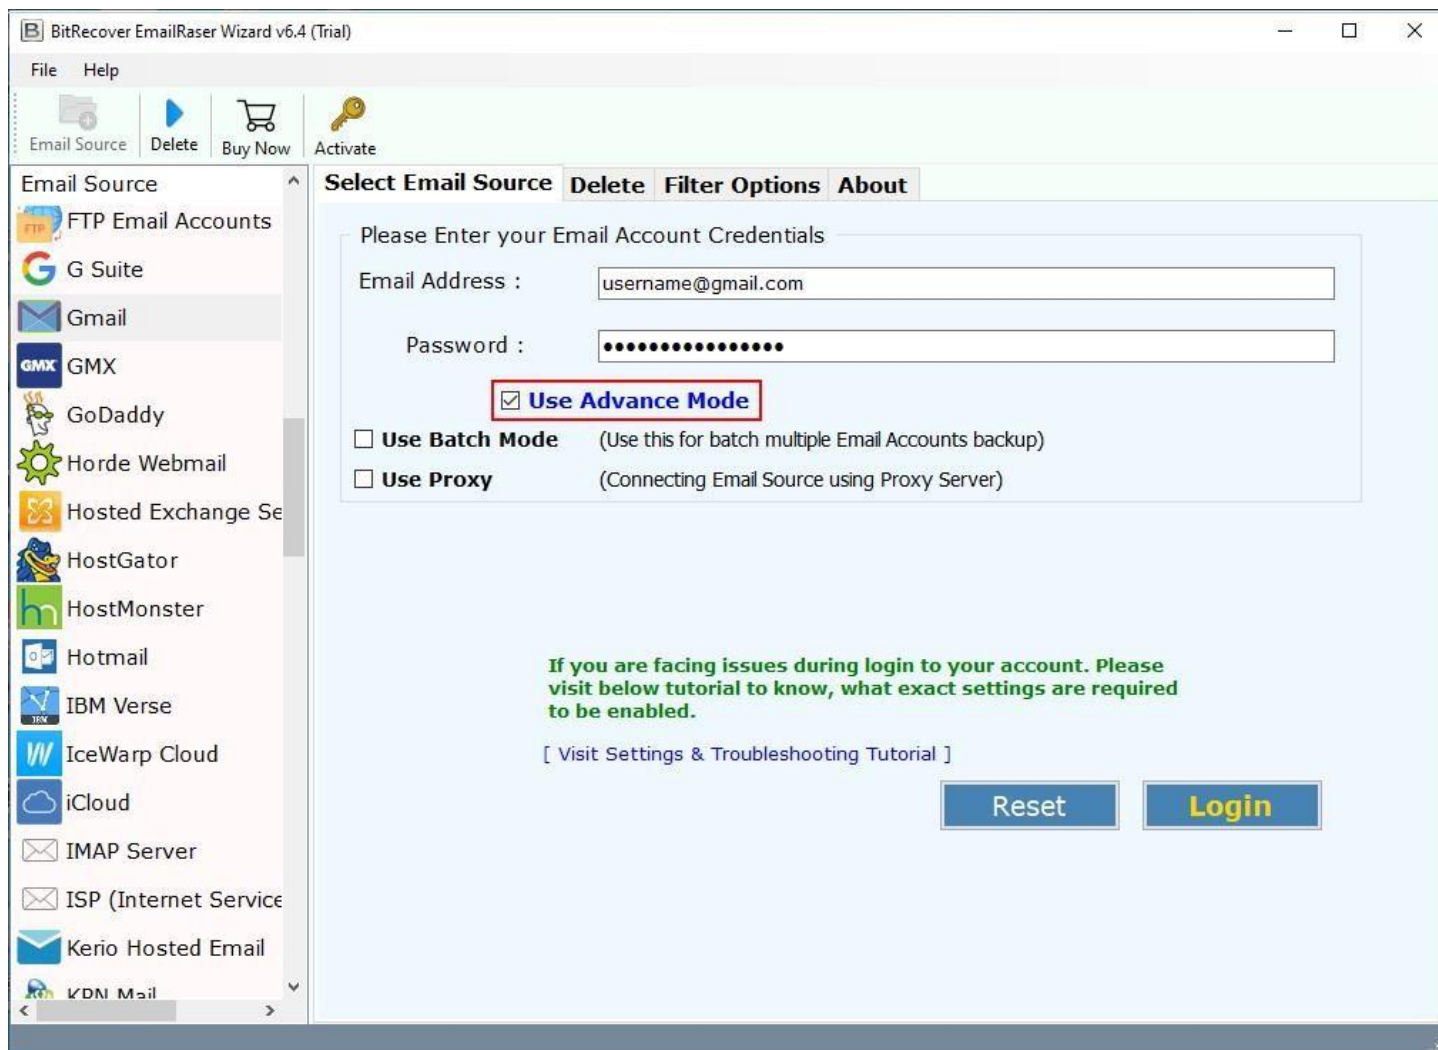 BitRecover EmailRaser Wizard v6.4 (Trial)
File Help
Email Source Delete Buy Now Activate
Email Source
FTP
FTP Email Accounts
G Suite
Gmail
GMX GMX
GoDaddy
Horde Webmail
Hosted Exchange Se
HostGator
hm HostMonster
Hotmail
IBM IBM Verse
IceWarp Cloud
iCloud
IMAP Server
ISP (Internet Service
Kerio Hosted Email
KPN Mail
Select Email Source Delete Filter Options About
Please Enter your Email Account Credentials
Email Address : username@gmail.com
Password : ••••••••••••••••
Use Advance Mode
Use Batch Mode (Use this for batch multiple Email Accounts backup)
Use Proxy (Connecting Email Source using Proxy Server)
If you are facing issues during login to your account. Please
visit below tutorial to know, what exact settings are required
to be enabled.
[ Visit Settings & Troubleshooting Tutorial ]
Reset Login